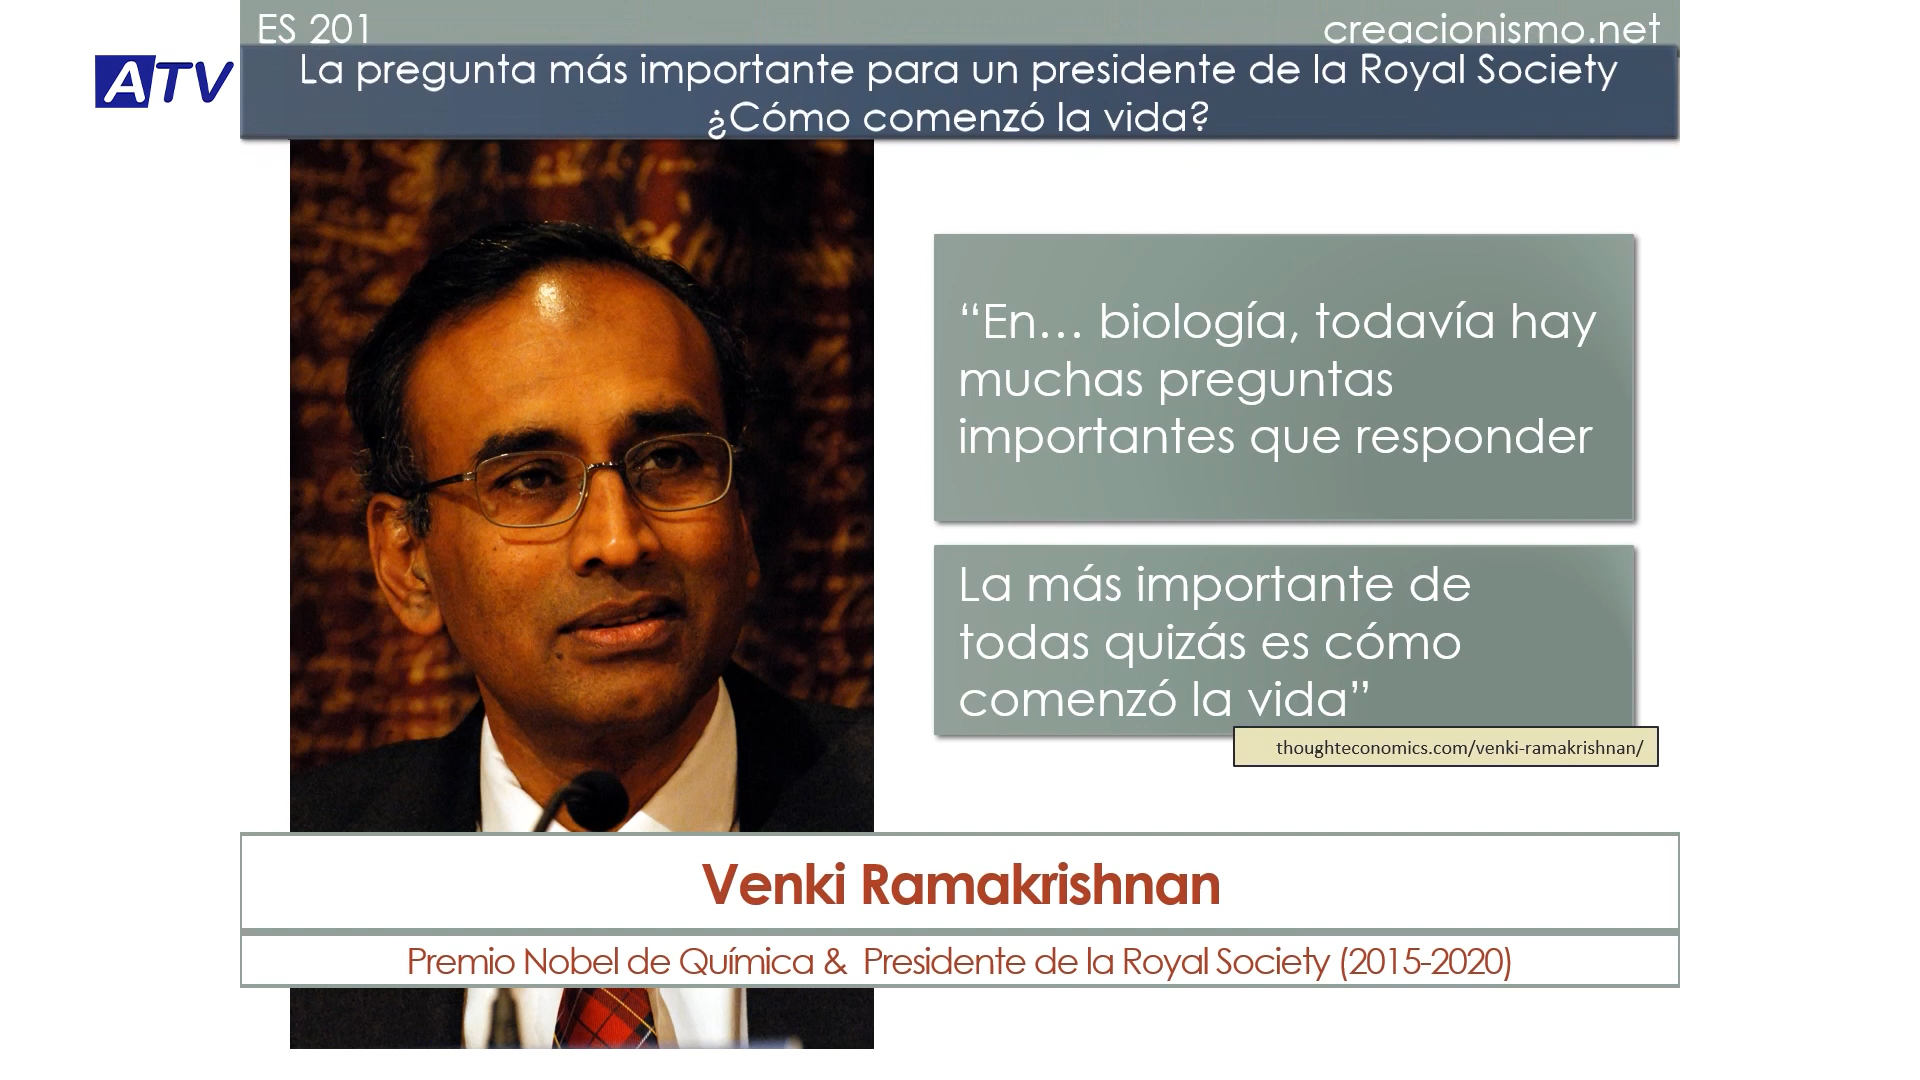 ES 201
creacionismo.net
ATV
La pregunta más importante para un presidente de la Royal Society
¿Cómo comenzó la vida?
“En… biología, todavía hay
muchas preguntas
importantes que responder
La más importante de
todas quizás es cómo
comenzó la vida”
thoughteconomics.com/venki-ramakrishnan/
Venki Ramakrishnan
Premio Nobel de Química & Presidente de la Royal Society (2015-2020)